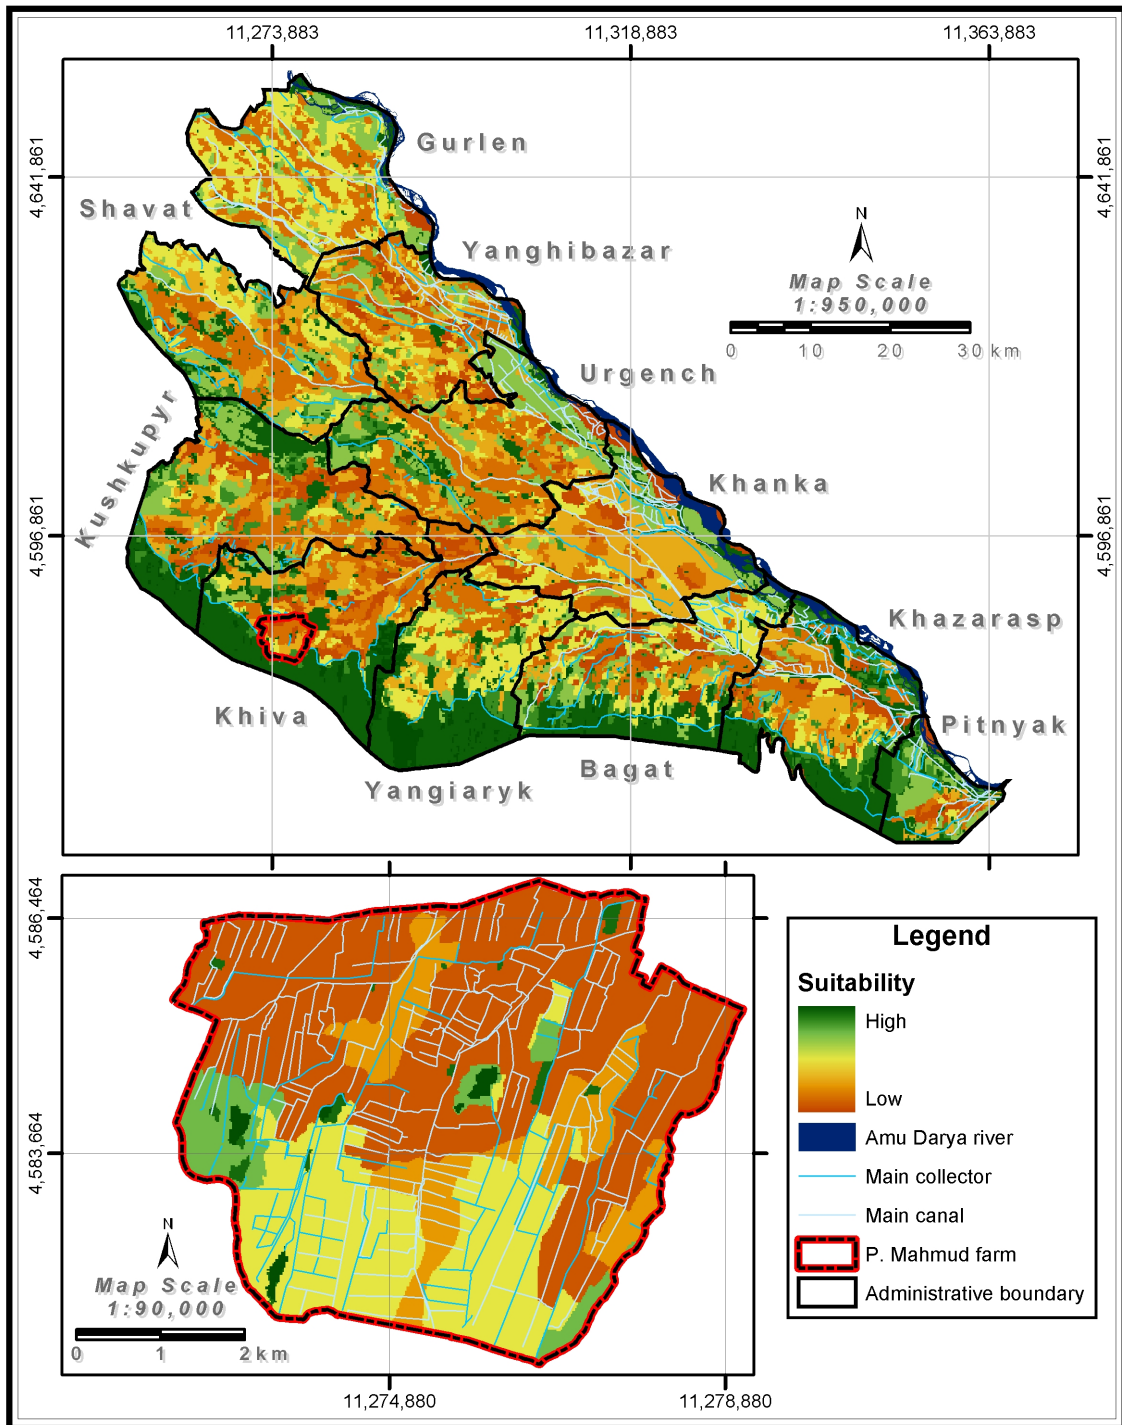 11,273,883
11,318,883
11,363,883
4,641,861
4,641,861
Gurlen
Shavat
Yanghibazar
N
Map Scale
1:950,000
0 10 20 30 km
Urgench
Kushkupyr
Khanka
4,596,861
4,596,861
Khazarasp
Khiva
Pitnyak
Bagat
Yangiaryk
4,586,464
4,583,664
N
Map Scale
1:90,000
0 1 2 km
11,274,880
11,278,880
Legend
Suitability
High
Low
Amu Darya river
Main collector
Main canal
P. Mahmud farm
Administrative boundary